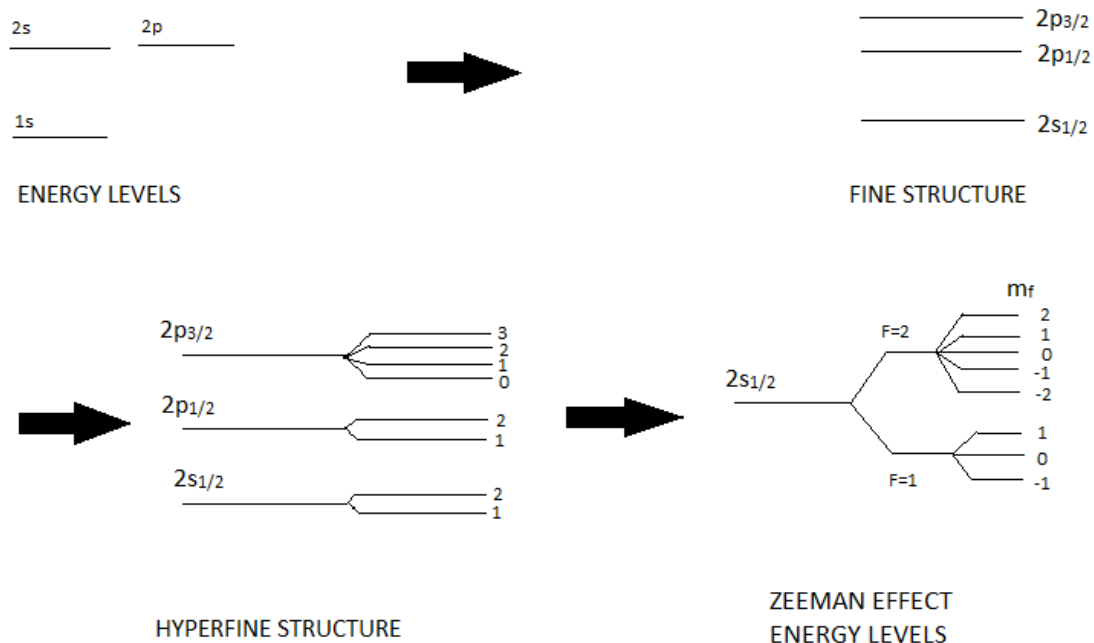 2s
2p
1s
ENERGY LEVELS
2p3/2
2p1/2
2s1/2
FINE STRUCTURE
2p3/2
3
2
1
0
2p1/2
2
1
2s1/2
2
1
HYPERFINE STRUCTURE
mf
2s1/2
F=2
2
1
0
-1
-2
F=1
1
0
-1
ZEEMAN EFFECT
ENERGY LEVELS